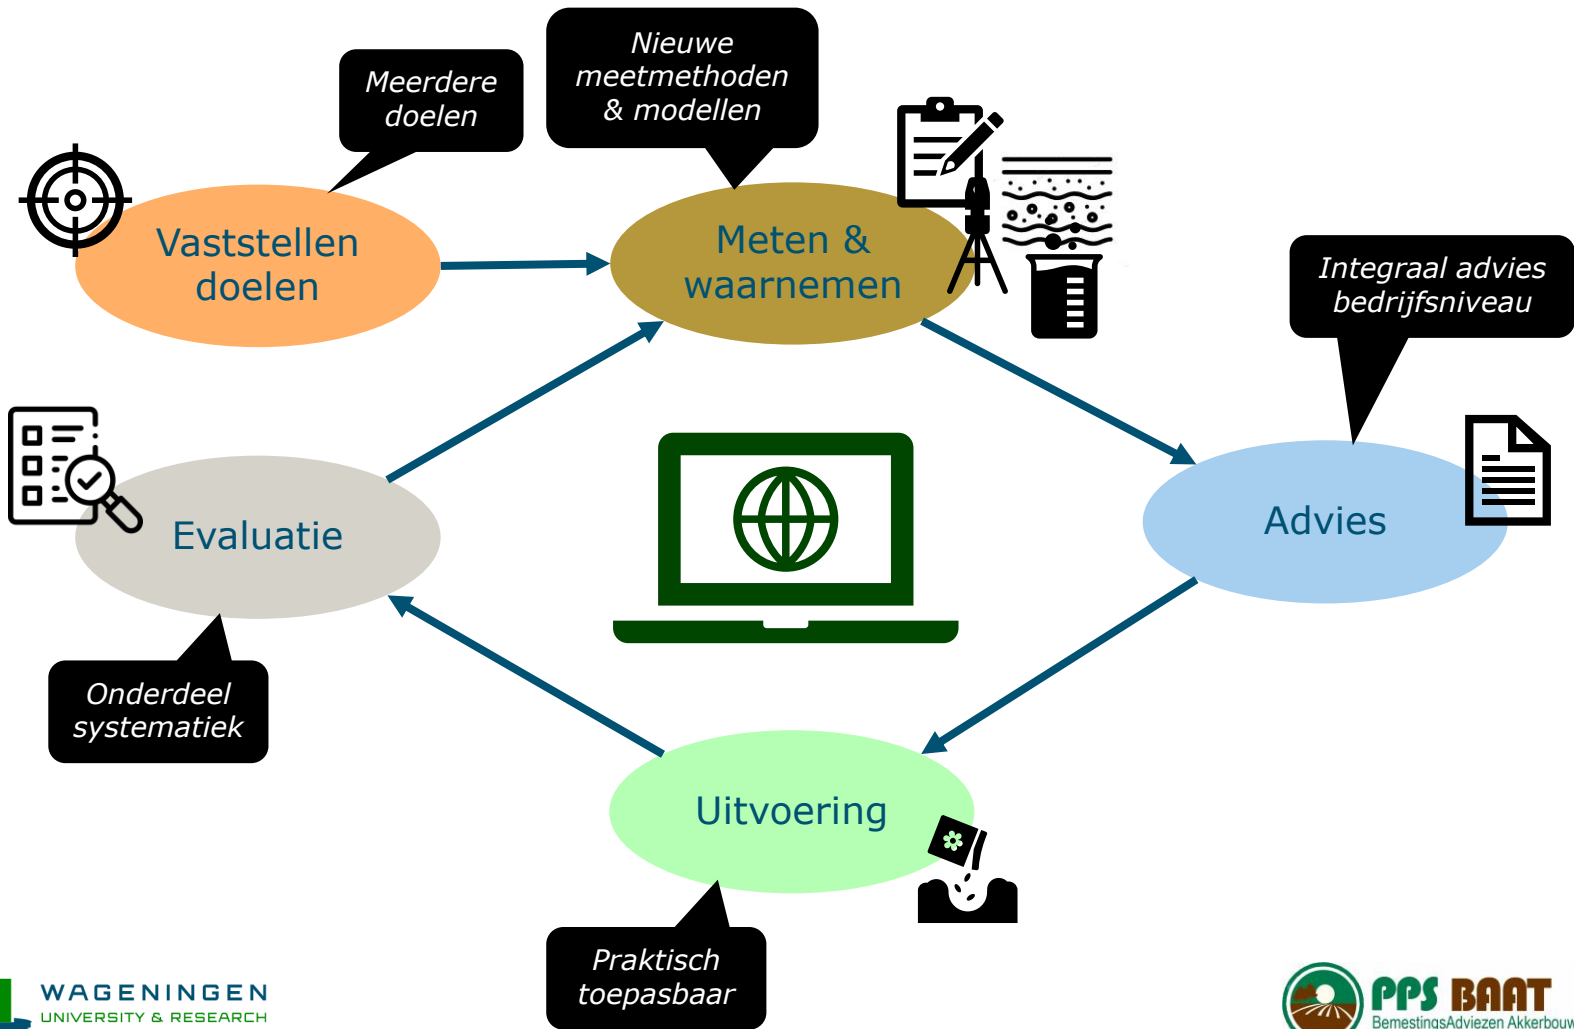 Meerdere
doelen
Nieuwe
meetmethoden
& modellen
Vaststellen
doelen
Meten &
waarnemen
Integraal advies
bedrijfsniveau
Evaluatie
Advies
Onderdeel
systematiek
Uitvoering
Praktisch
toepasbaar
WAGENINGEN
UNIVERSITY & RESEARCH
PPS BAAT
BemestingsAdviezen Akkerbouw